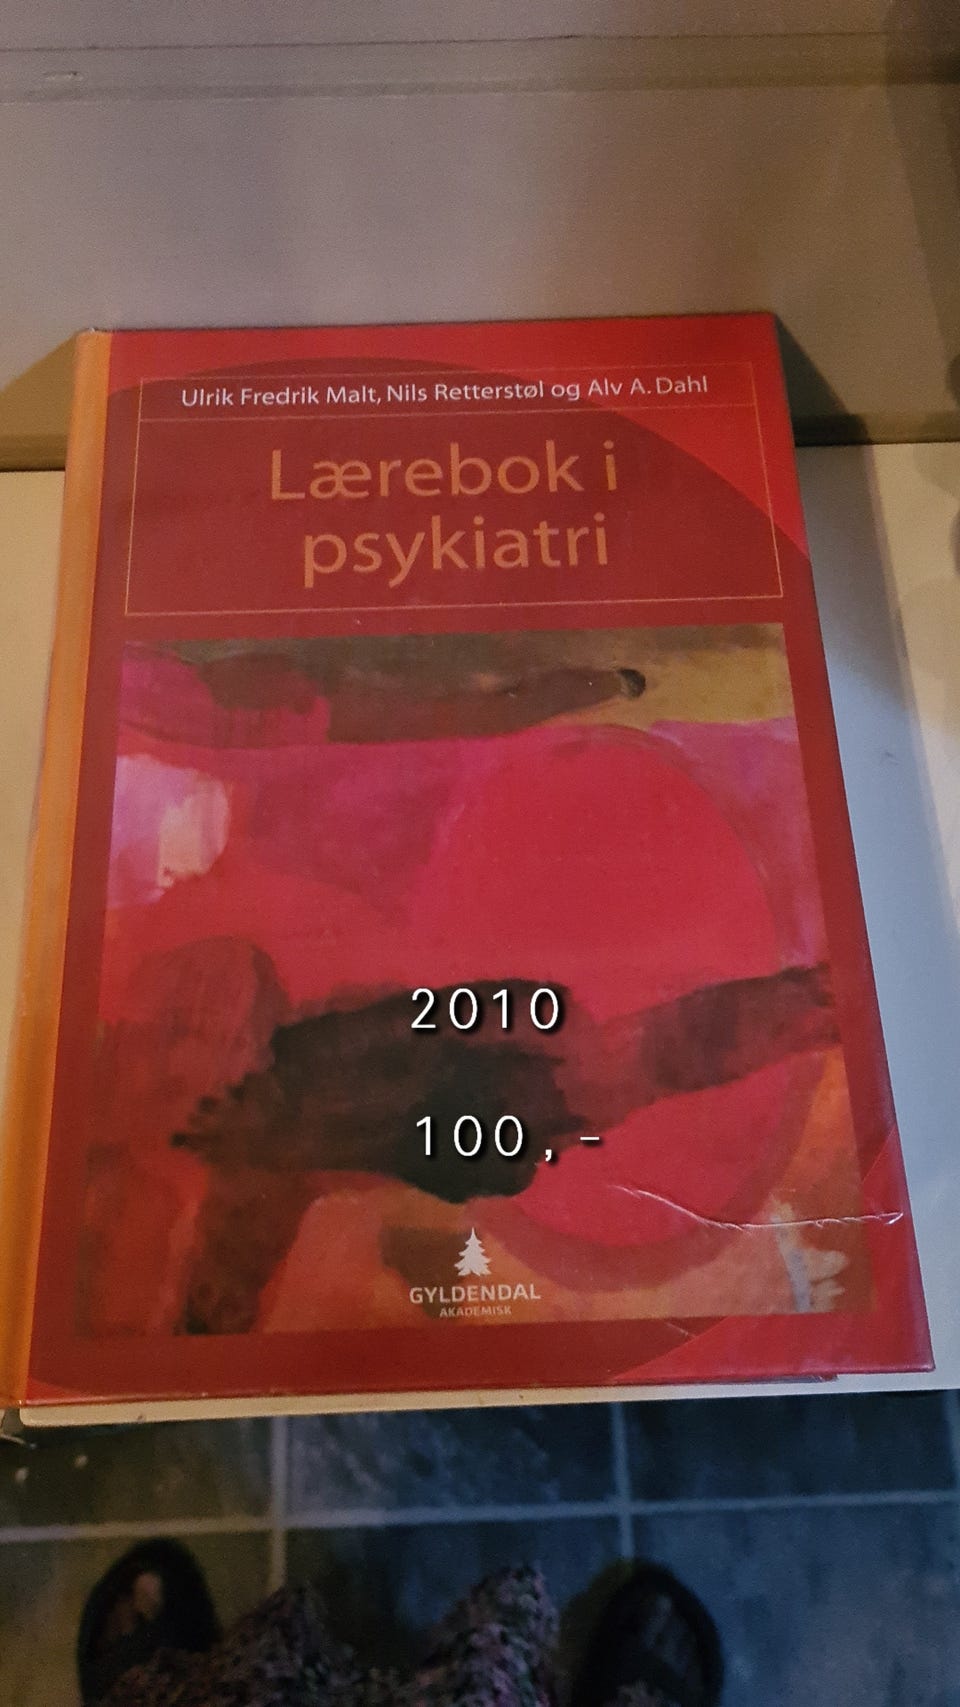 Ulrik Fredrik Malt, Nils Retterstøl og Alv A. Dahl
Lærebok i
psykiatri
2010
100,-
GYLDENDAL
AKADEMISK